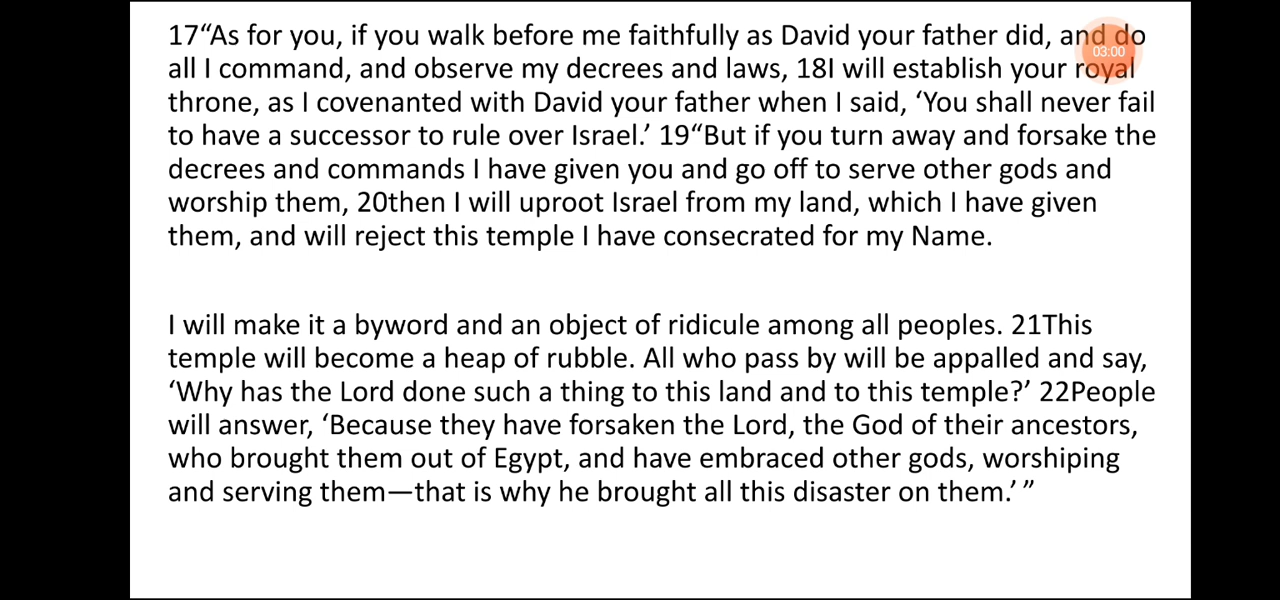 17“As for you, if you walk before me faithfully as David your father did, and do
03:00
all I command, and observe my decrees and laws, 18I will establish your royal
throne, as I covenanted with David your father when I said, ‘You shall never fail
to have a successor to rule over Israel.’ 19“But if you turn away and forsake the
decrees and commands I have given you and go off to serve other gods and
worship them, 20then I will uproot Israel from my land, which I have given
them, and will reject this temple I have consecrated for my Name.
I will make it a byword and an object of ridicule among all peoples. 21This
temple will become a heap of rubble. All who pass by will be appalled and say,
‘Why has the Lord done such a thing to this land and to this temple?’ 22People
will answer, ‘Because they have forsaken the Lord, the God of their ancestors,
who brought them out of Egypt, and have embraced other gods, worshiping
and serving them—that is why he brought all this disaster on them.’ ”